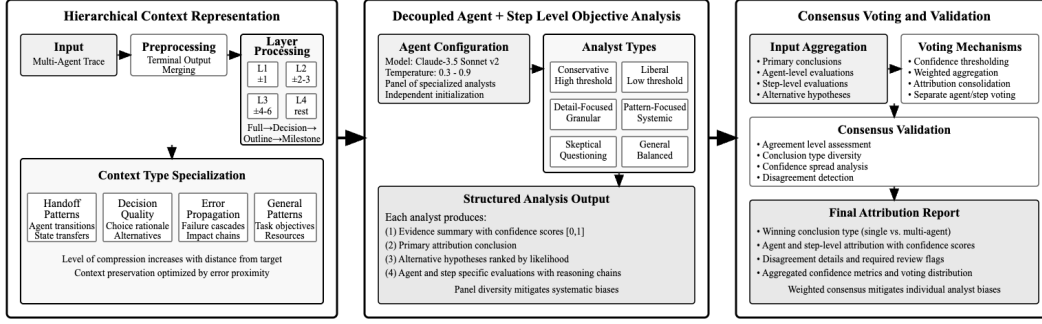 Hierarchical Context Representation
Input
Multi-Agent Trace
Preprocessing
Terminal Output
Merging
Layer
Processing
L1
±1
L2
±2-3
L3
±4-6
L4
rest
Full→Decision→
Outline→Milestone
Context Type Specialization
Handoff
Patterns
Agent transitions
State transfers
Decision
Quality
Choice rationale
Alternatives
Error
Propagation
Failure cascades
Impact chains
General
Patterns
Task objectives
Resources
Level of compression increases with distance from target
Context preservation optimized by error proximity
Decoupled Agent + Step Level Objective Analysis
Agent Configuration
Model: Claude-3.5 Sonnet v2
Temperature: 0.3 - 0.9
Panel of specialized analysts
Independent initialization
Analyst Types
Conservative
High threshold
Liberal
Low threshold
Detail-Focused
Granular
Pattern-Focused
Systemic
Skeptical
Questioning
General
Balanced
Structured Analysis Output
Each analyst produces:
(1) Evidence summary with confidence scores [0,1]
(2) Primary attribution conclusion
(3) Alternative hypotheses ranked by likelihood
(4) Agent and step specific evaluations with reasoning chains
Panel diversity mitigates systematic biases
Consensus Voting and Validation
Input Aggregation
• Primary conclusions
• Agent-level evaluations
• Step-level evaluations
• Alternative hypotheses
Voting Mechanisms
• Confidence thresholding
• Weighted aggregation
• Attribution consolidation
• Separate agent/step voting
Consensus Validation
• Agreement level assessment
• Conclusion type diversity
• Confidence spread analysis
• Disagreement detection
Final Attribution Report
• Winning conclusion type (single vs. multi-agent)
• Agent and step-level attribution with confidence scores
• Disagreement details and required review flags
• Aggregated confidence metrics and voting distribution
Weighted consensus mitigates individual analyst biases